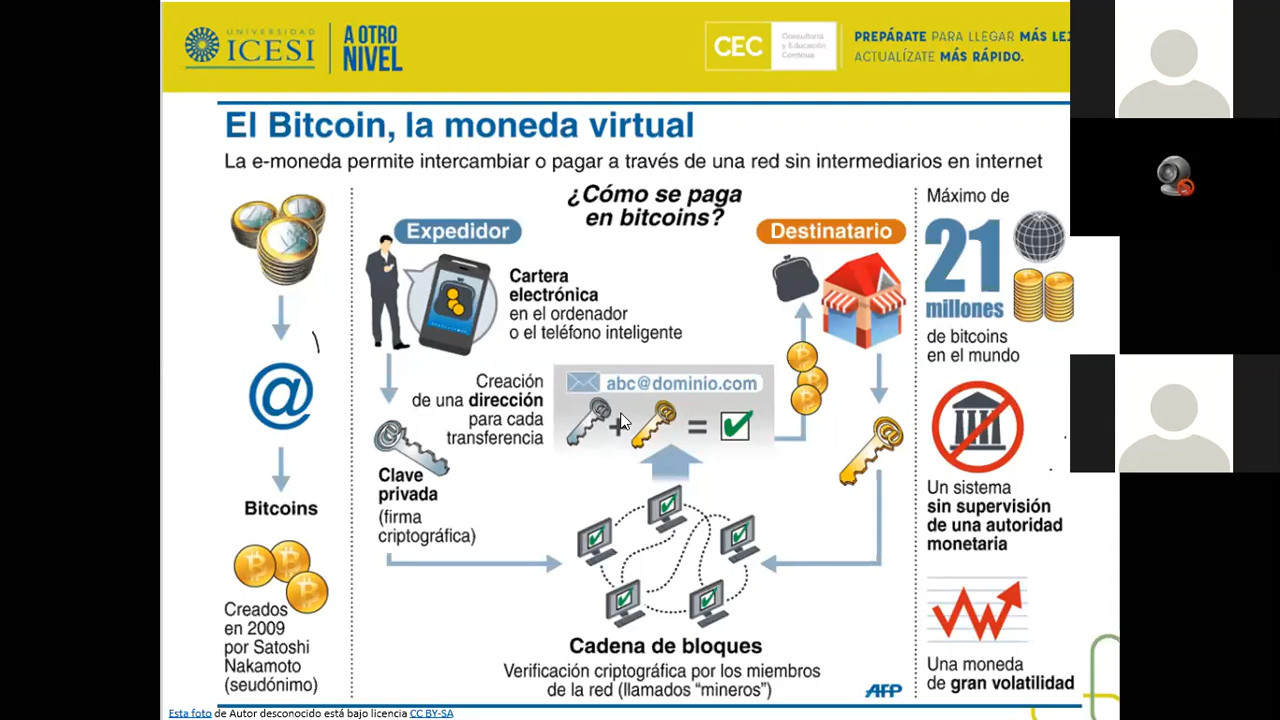 UNIVERSIDAD
ICESI
A OTRO
NIVEL
CEC
Consultoría
y Educación
Continua
PREPÁRATE PARA LLEGAR MÁS LE
ACTUALÍZATE MÁS RÁPIDO.
El Bitcoin, la moneda virtual
La e-moneda permite intercambiar o pagar a través de una red sin intermediarios en internet
Bitcoins
Creados
en 2009
por Satoshi
Nakamoto
(seudónimo)
¿Cómo se paga
en bitcoins?
Expedidor
Destinatario
Cartera
electrónica
en el ordenador
o el teléfono inteligente
Creación
de una dirección
para cada
transferencia
abc@dominio.com
+ =
Clave
privada
(firma
criptográfica)
Cadena de bloques
Verificación criptográfica por los miembros
de la red (llamados “mineros”)
AFP
Máximo de
21
millones
de bitcoins
en el mundo
Un sistema
sin supervisión
de una autoridad
monetaria
Una moneda
de gran volatilidad
Esta foto de Autor desconocido está bajo licencia CC BY-SA